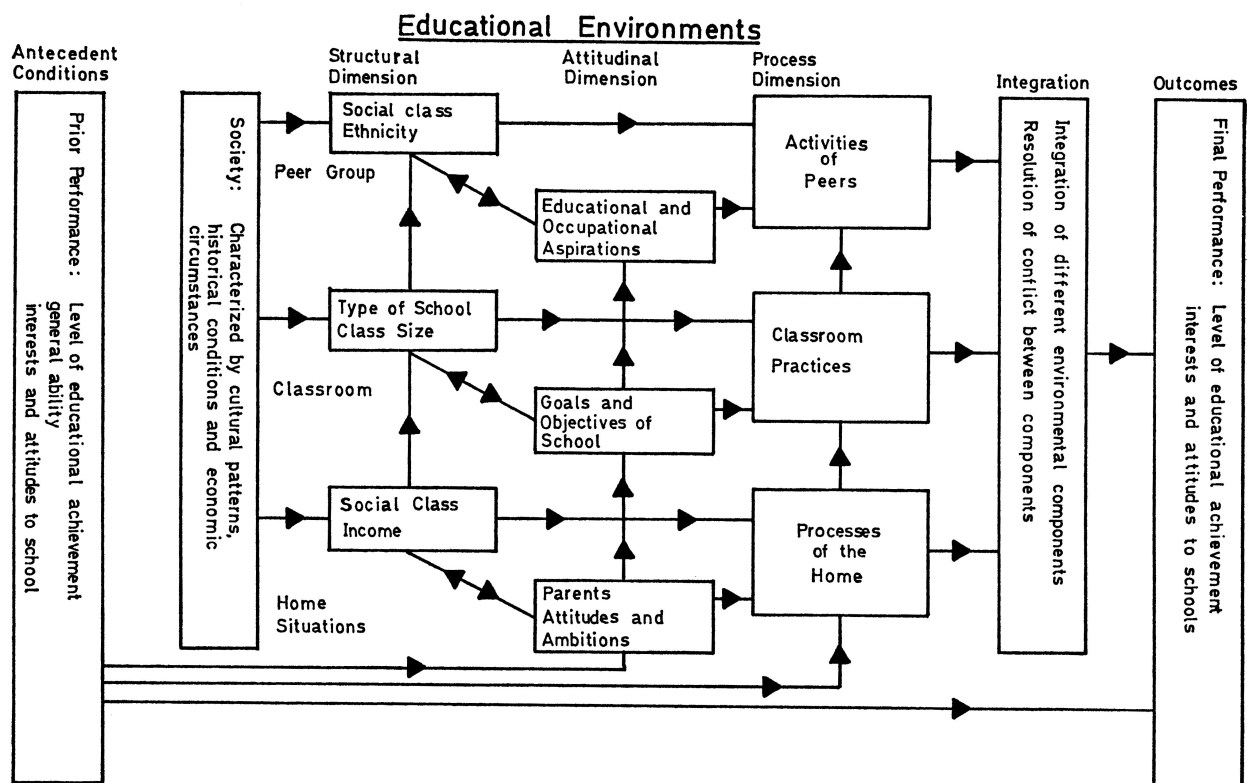 Educational Environments
Antecedent
Conditions
Structural
Dimension
Attitudinal
Dimension
Process
Dimension
Integration
Outcomes
Prior Performance: Level of educational achievement
general ability
interests and attitudes to school
Society: Characterized by cultural patterns,
historical conditions and economic
circumstances
Social class
Ethnicity
Peer Group
Educational and
Occupational
Aspirations
Activities
of
Peers
Type of School
Class Size
Classroom
Goals and
Objectives of
School
Classroom
Practices
Social Class
Income
Home
Situations
Parents
Attitudes and
Ambitions
Processes
of the
Home
Integration of different environmental components
Resolution of conflict between components
Final Performance: Level of educational achievement
interests and attitudes to schools